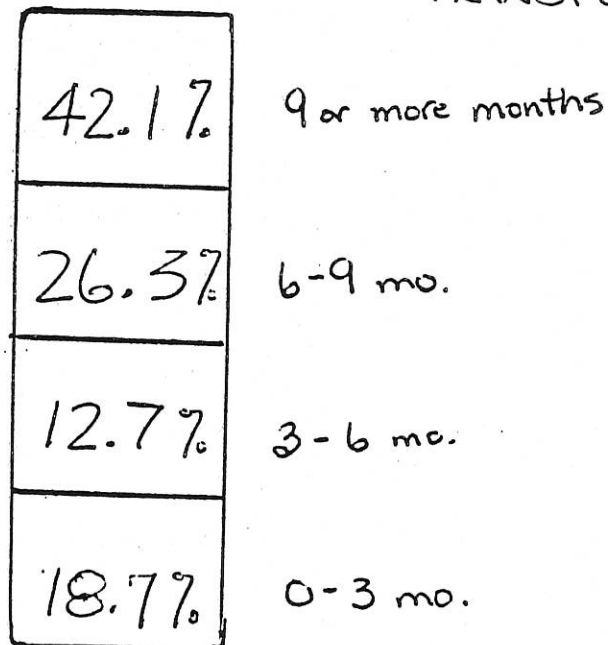 42.1% 9 or more months
26.3% 6-9 mo.
12.7% 3-6 mo.
18.7% 0-3 mo.